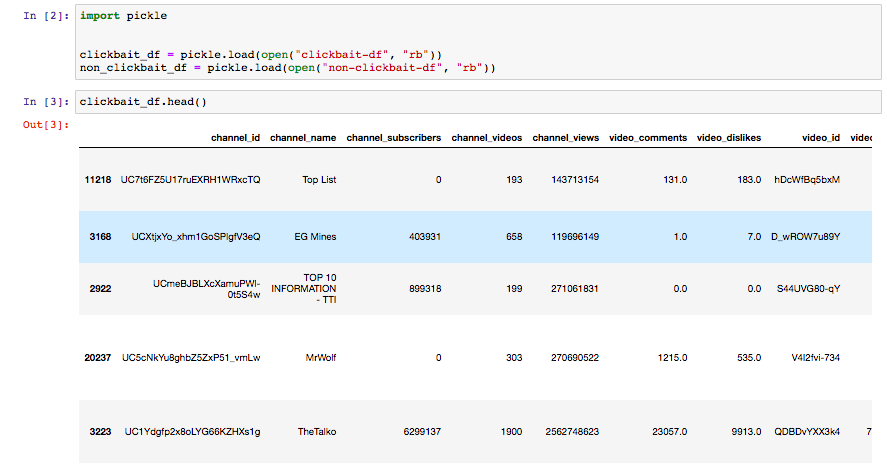 In [2]: import pickle
clickbait_df = pickle.load(open("clickbait-df", "rb"))
non_clickbait_df = pickle.load(open("non-clickbait-df", "rb"))
In [3]: clickbait_df.head()
Out[3]:
channel_id channel_name channel_subscribers channel_videos channel_views video_comments video_dislikes video_id
11218 UC7t6FZ5U17ruEXRH1WRxcTQ Top List 0 193 143713154 131.0 183.0 hDcWfBq5bxM
3168 UCXtjxYo_xhm1GoSPlgfV3eQ EG Mines 403931 658 119696149 1.0 7.0 D_wROW7u89Y
TOP 10
2922 UCmeBJBLXcXamuPWI- INFORMATION 899318 199 271061831 0.0 0.0 S44UVG80-qY
0t5S4w - TTI
20237 UC5cNkYu8ghbZ5ZxP51_vmLw MrWolf 0 303 270690522 1215.0 535.0 V4l2fvi-734
3223 UC1Ydgfp2x8oLYG66KZHXs1g TheTalko 6299137 1900 2562748623 23057.0 9913.0 QDBDvYXX3k4 7